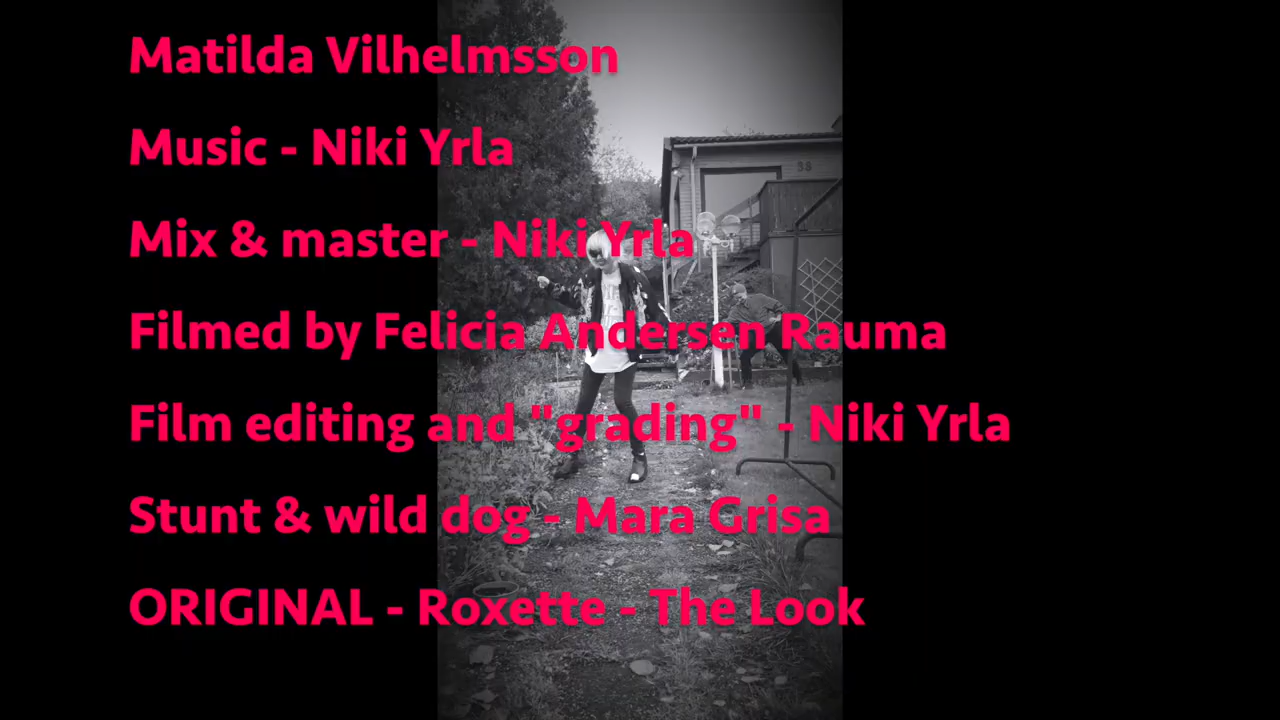 Matilda Vilhelmsson
Music - Niki Yrla
38
Mix & master - Niki Yrla
Filmed by Felicia Andersen Rauma
Film editing and "grading" - Niki Yrla
Stunt & wild dog - Mara Grisa
ORIGINAL - Roxette - The Look